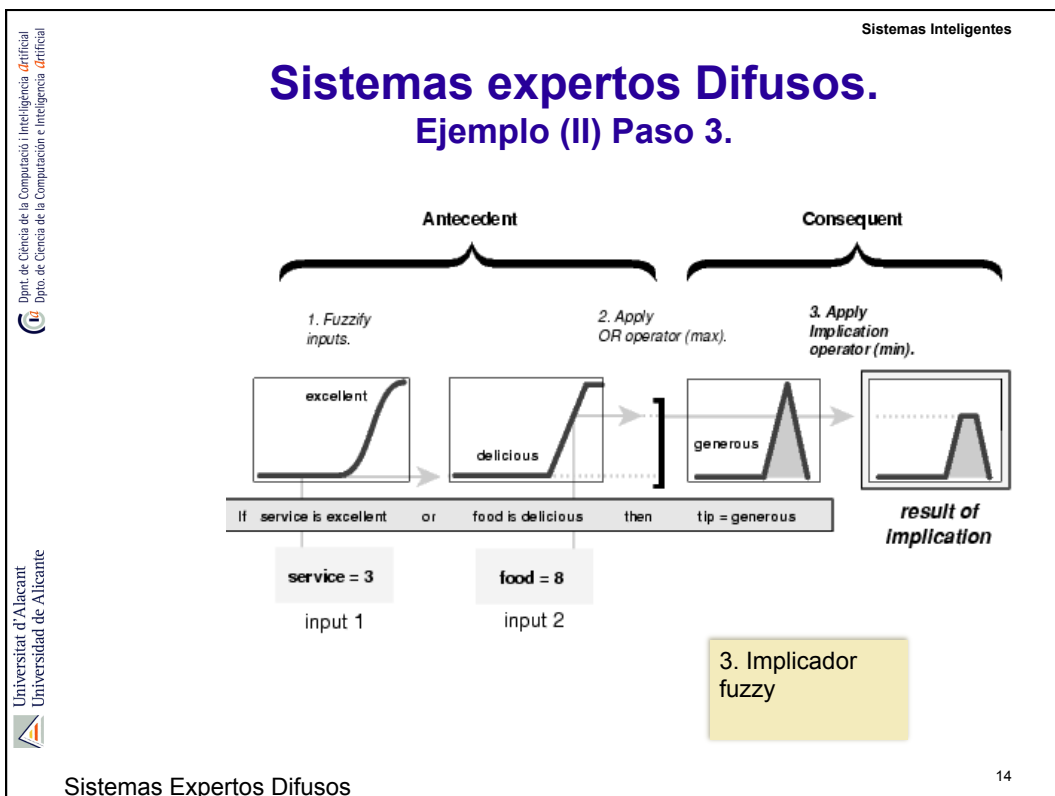 Sistemas Inteligentes
Dpnt. de Ciència de la Computació i Intel·ligència Artificial
Dpto. de Ciencia de la Computación e Inteligencia Artificial
Sistemas expertos Difusos.
Ejemplo (II) Paso 3.
Antecedent
Consequent
1. Fuzzify
inputs.
2. Apply
OR operator (max).
3. Apply
Implication
operator (min).
excellent
delicious
generous
If service is excellent or food is delicious then tip = generous
result of
implication
service = 3
food = 8
input 1
input 2
3. Implicador
fuzzy
Universitat d'Alacant
Universidad de Alicante
Sistemas Expertos Difusos
14